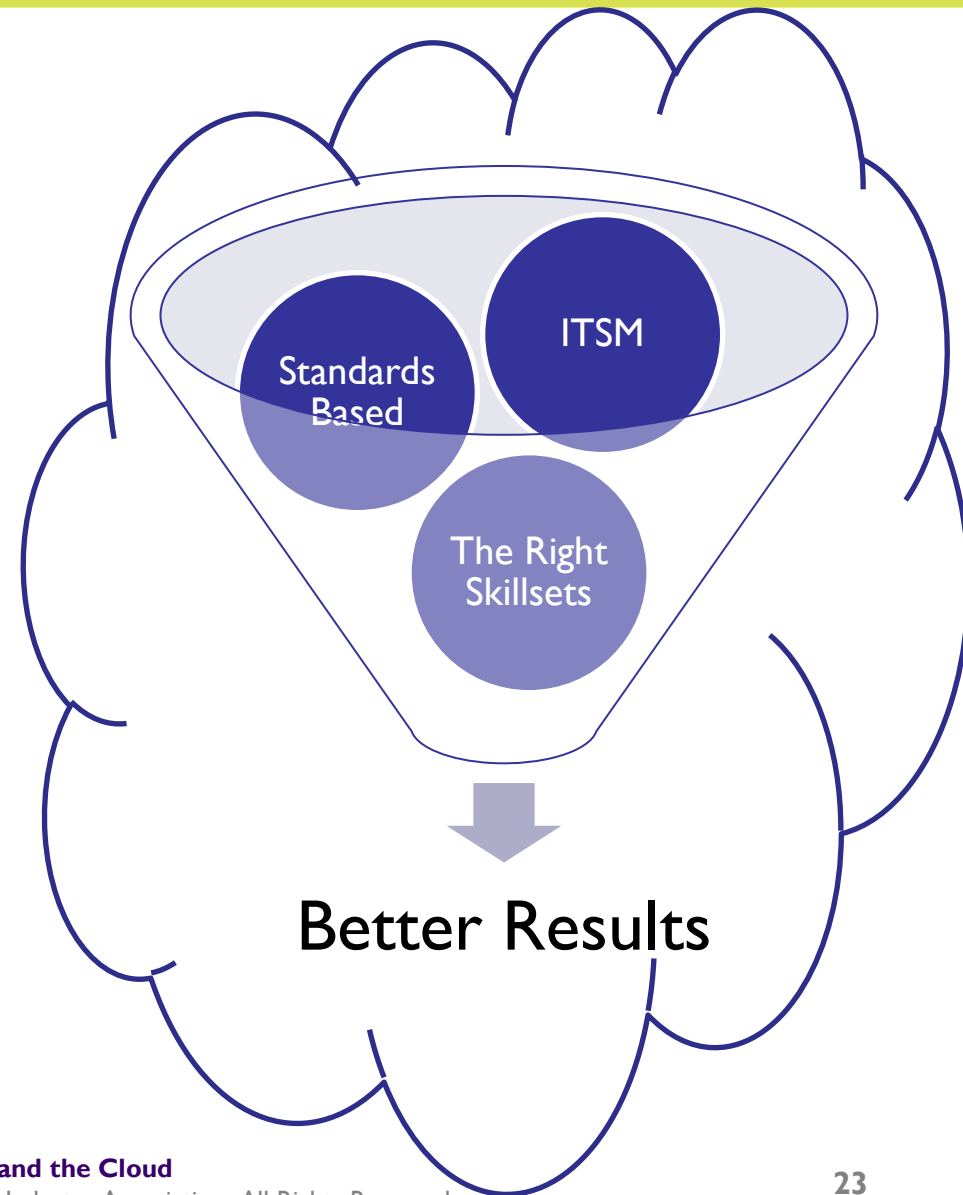 ITSM
Standards
Based
The Right
Skillsets
Better Results
and the Cloud
23